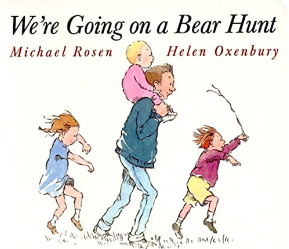 We're Going on a Bear Hunt
Michael Rosen Helen Oxenbury